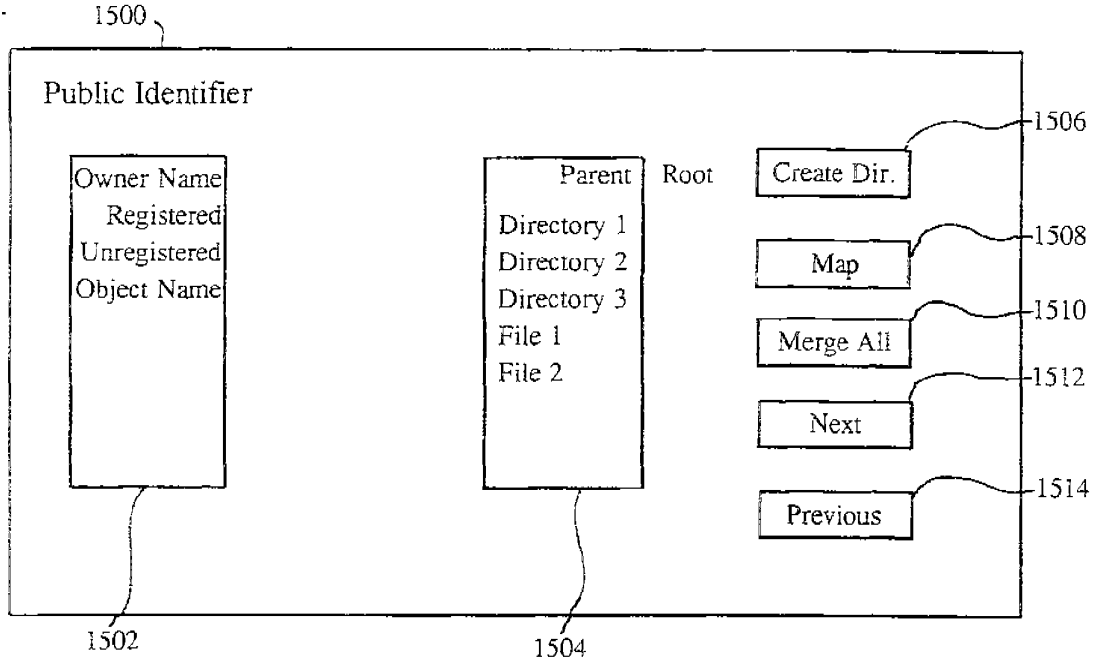 1500
Public Identifier
Owner Name
Registered
Unregistered
Object Name
Parent
Root
Directory 1
Directory 2
Directory 3
File 1
File 2
Create Dir.
Map
Merge All
Next
Previous
1506
1508
1510
1512
1514
1502
1504